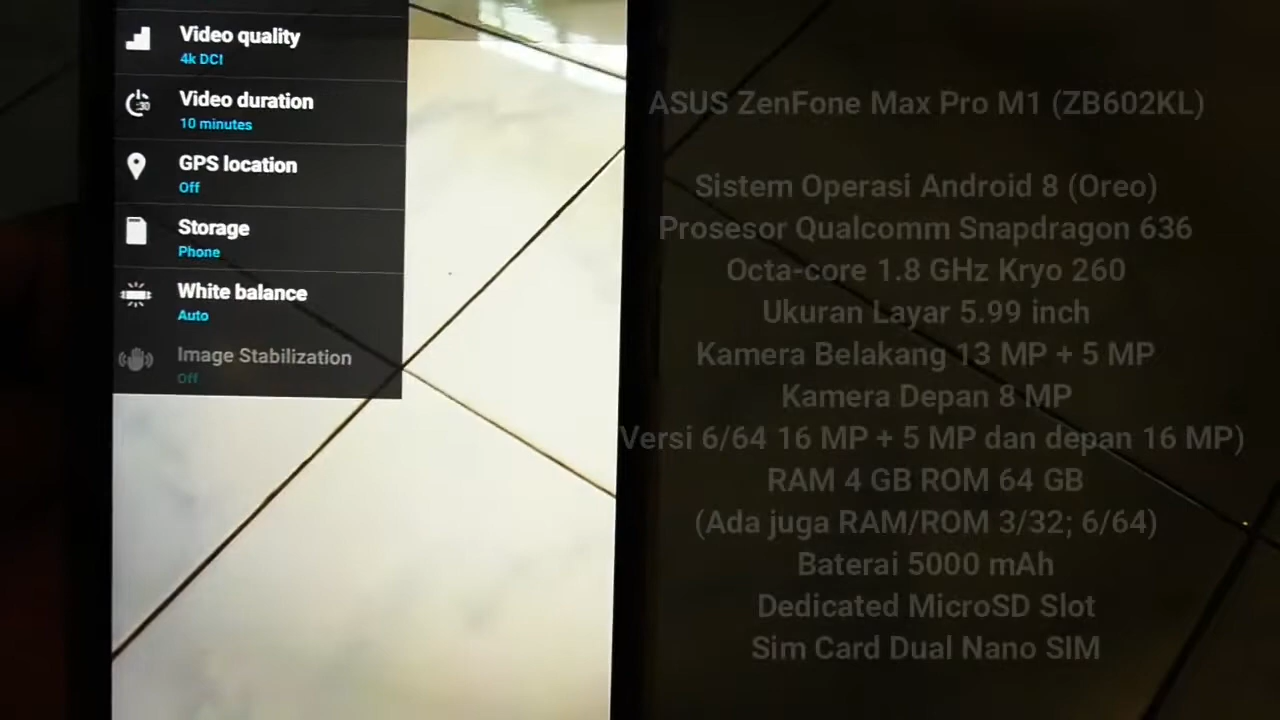 Video quality
4k DCI
Video duration
10 minutes
GPS location
Off
Storage
Phone
White balance
Auto
Image Stabilization
Off
ASUS ZenFone Max Pro M1 (ZB602KL)
Sistem Operasi Android 8 (Oreo)
Prosesor Qualcomm Snapdragon 636
Octa-core 1.8 GHz Kryo 260
Ukuran Layar 5.99 inch
Kamera Belakang 13 MP + 5 MP
Kamera Depan 8 MP
Versi 6/64 16 MP + 5 MP dan depan 16 MP)
RAM 4 GB ROM 64 GB
(Ada juga RAM/ROM 3/32; 6/64)
Baterai 5000 mAh
Dedicated MicroSD Slot
Sim Card Dual Nano SIM